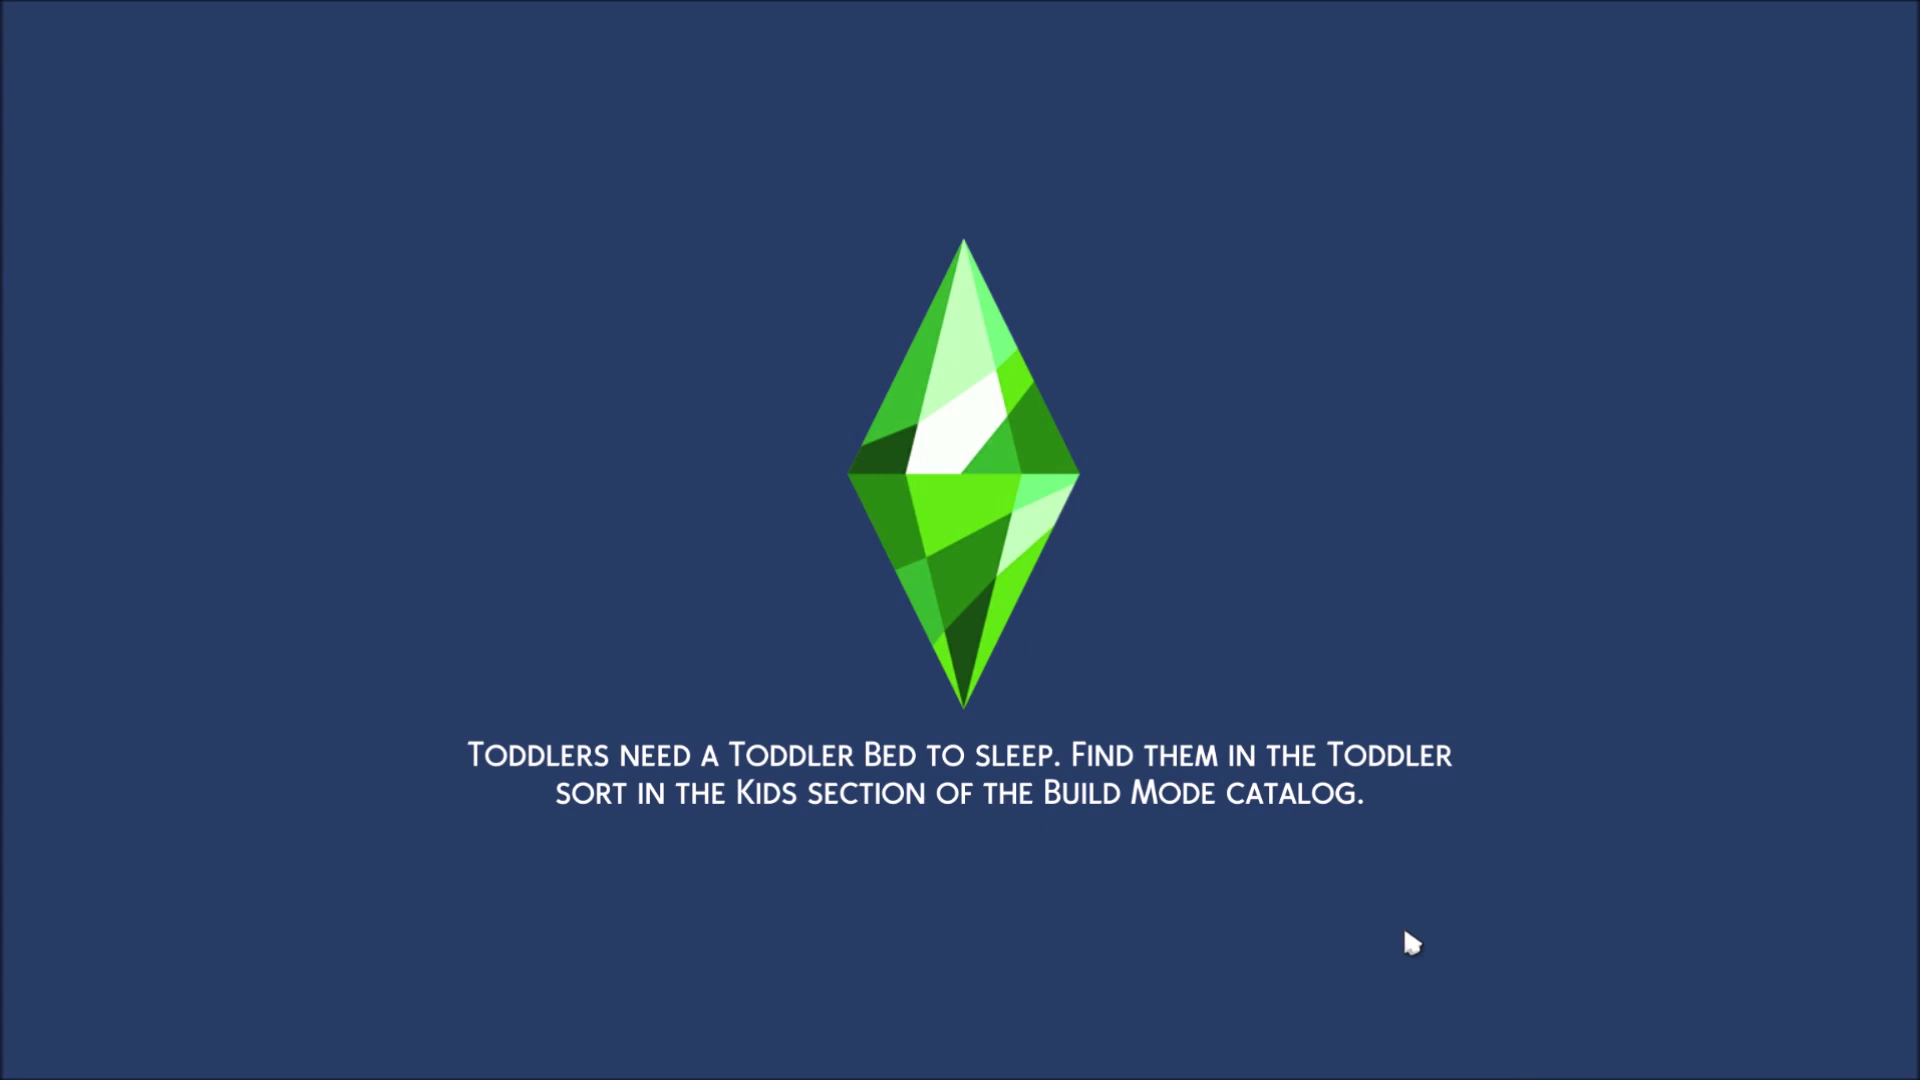 Toddlers need a Toddler Bed to sleep. Find them in the Toddler
sort in the Kids section of the Build Mode catalog.